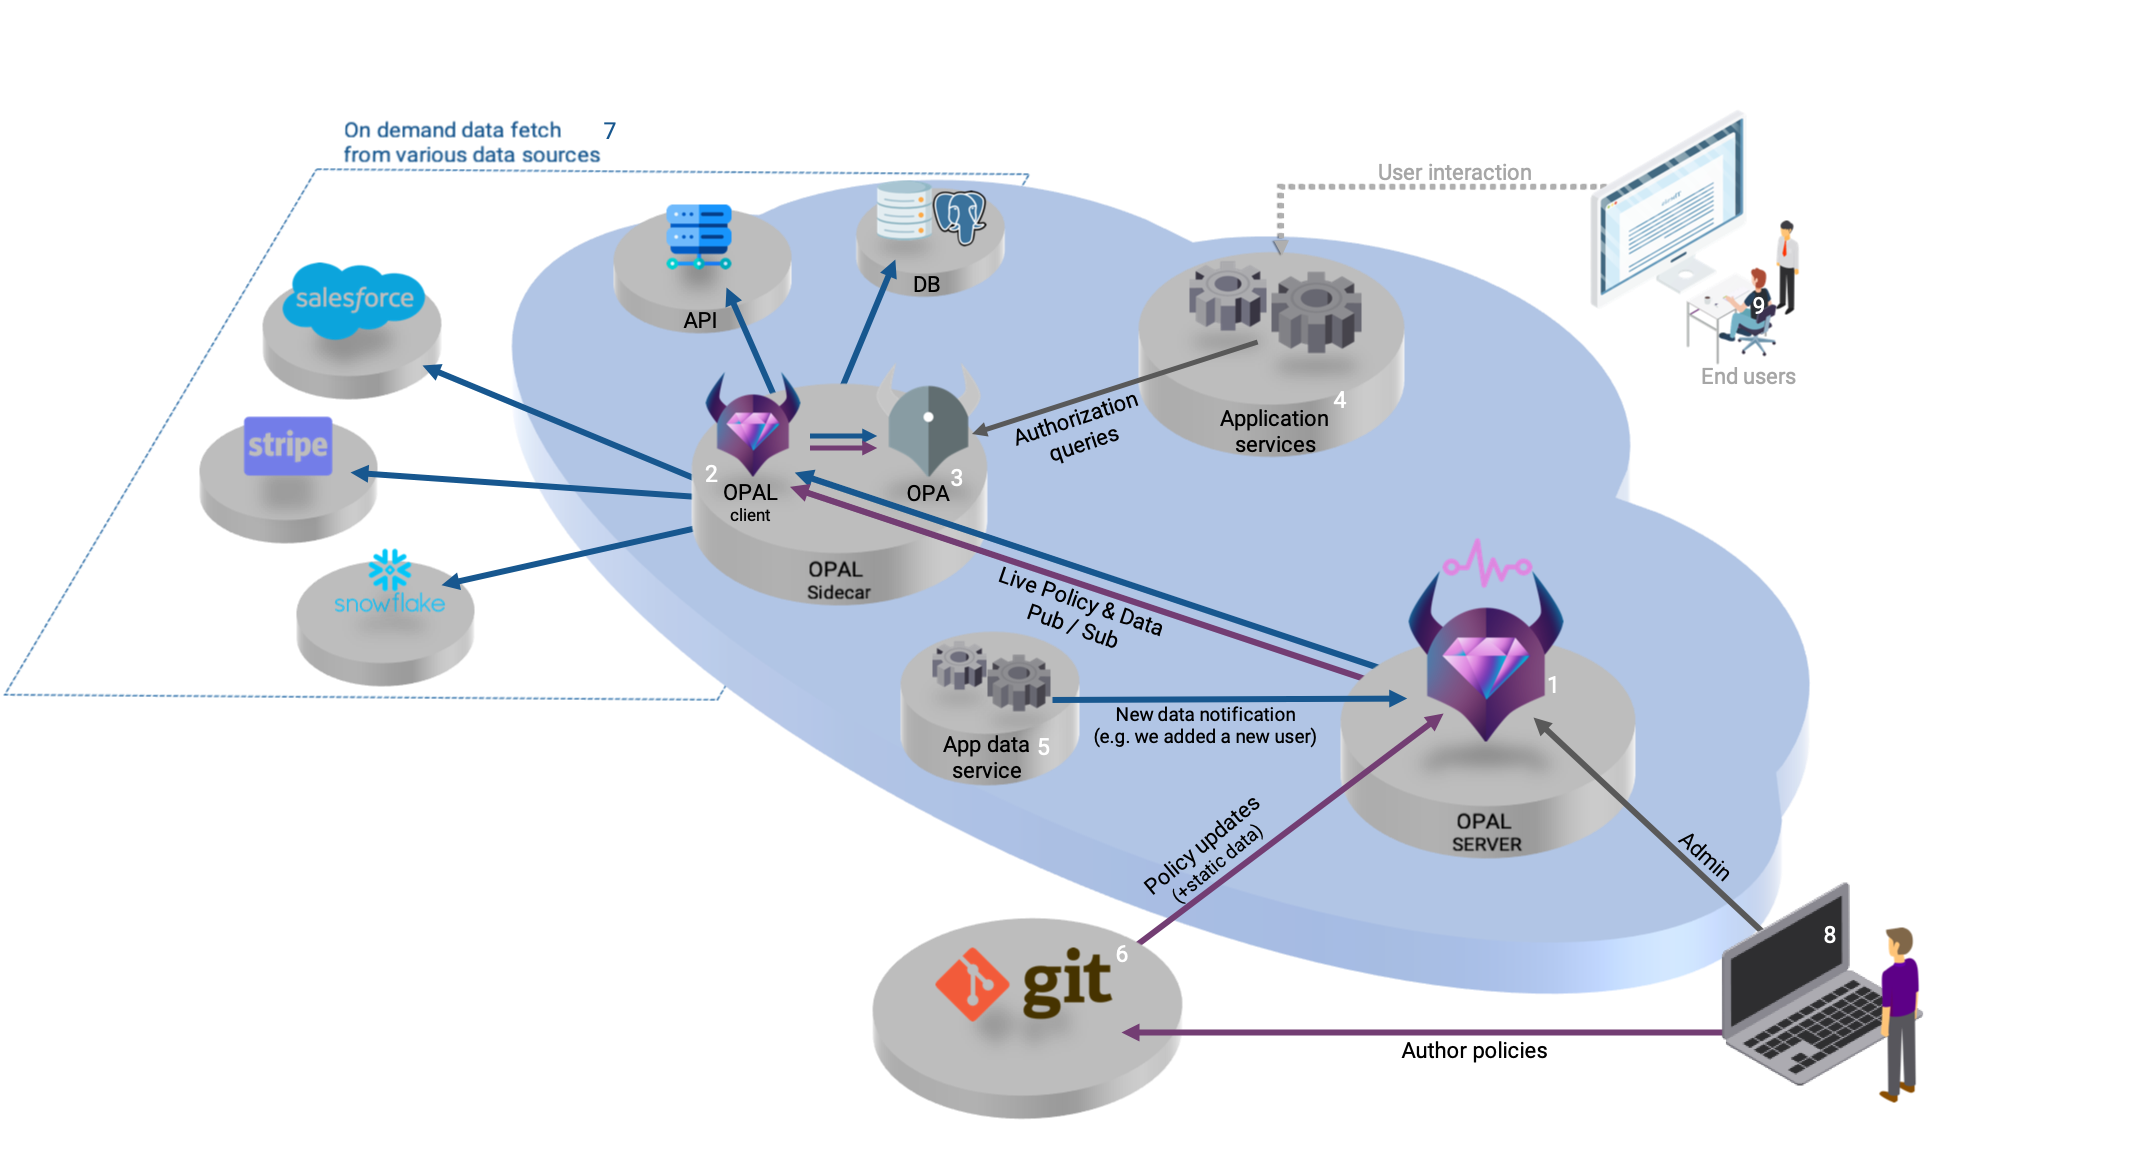 On demand data fetch 7
from various data sources
User interaction
salesforce
API
DB
9
End users
stripe
Authorization
queries
4
Application
services
2
OPAL
client
3
OPA
OPAL
Sidecar
snowflake
Live Policy & Data
Pub / Sub
1
New data notification
(e.g. we added a new user)
App data 5
service
OPAL
SERVER
Policy updates
(+static data)
Admin
8
git 6
Author policies